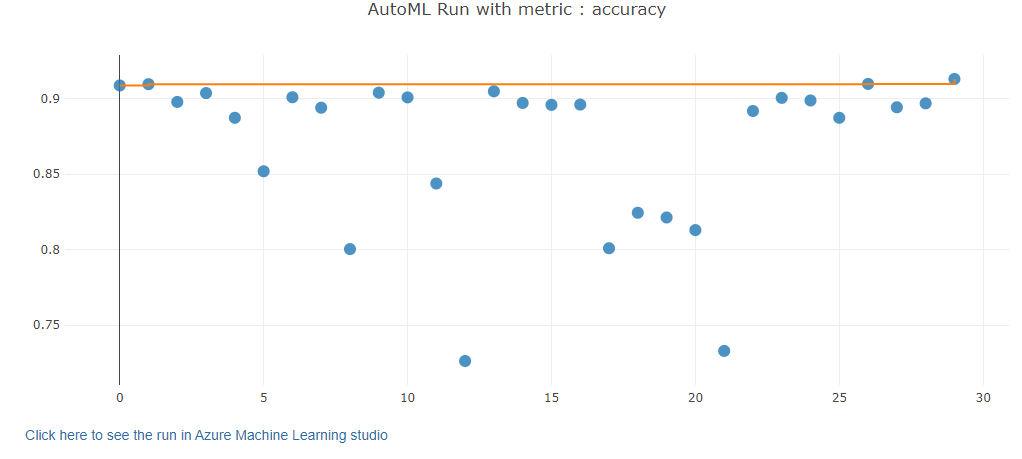 AutoML Run with metric : accuracy
0.9
0.85
0.8
0.75
0 5 10 15 20 25 30
Click here to see the run in Azure Machine Learning studio